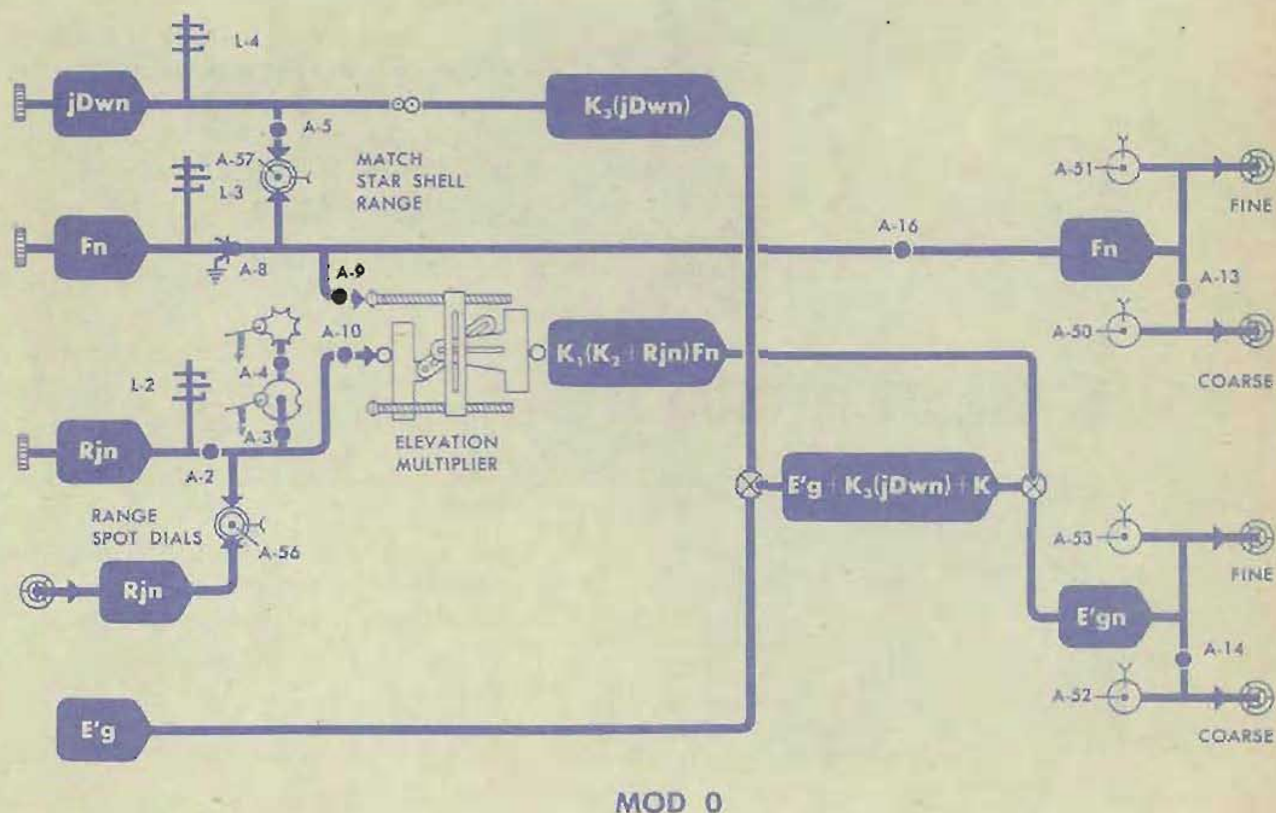 L-4
jDwn
K₃(jDwn)
A-5
A-57
MATCH
STAR SHELL
RANGE
L-3
A-51
FINE
Fn
A-8
A-16
Fn
A-13
A-9
A-10
A-50
COARSE
K₁(K₂ + Rjn)Fn
A-4
L-2
A-3
Rjn
A-2
ELEVATION
MULTIPLIER
E'g + K₃(jDwn) + K
RANGE
SPOT DIALS
A-56
Rjn
A-53
FINE
E'gn
A-14
A-52
COARSE
E'g
MOD 0